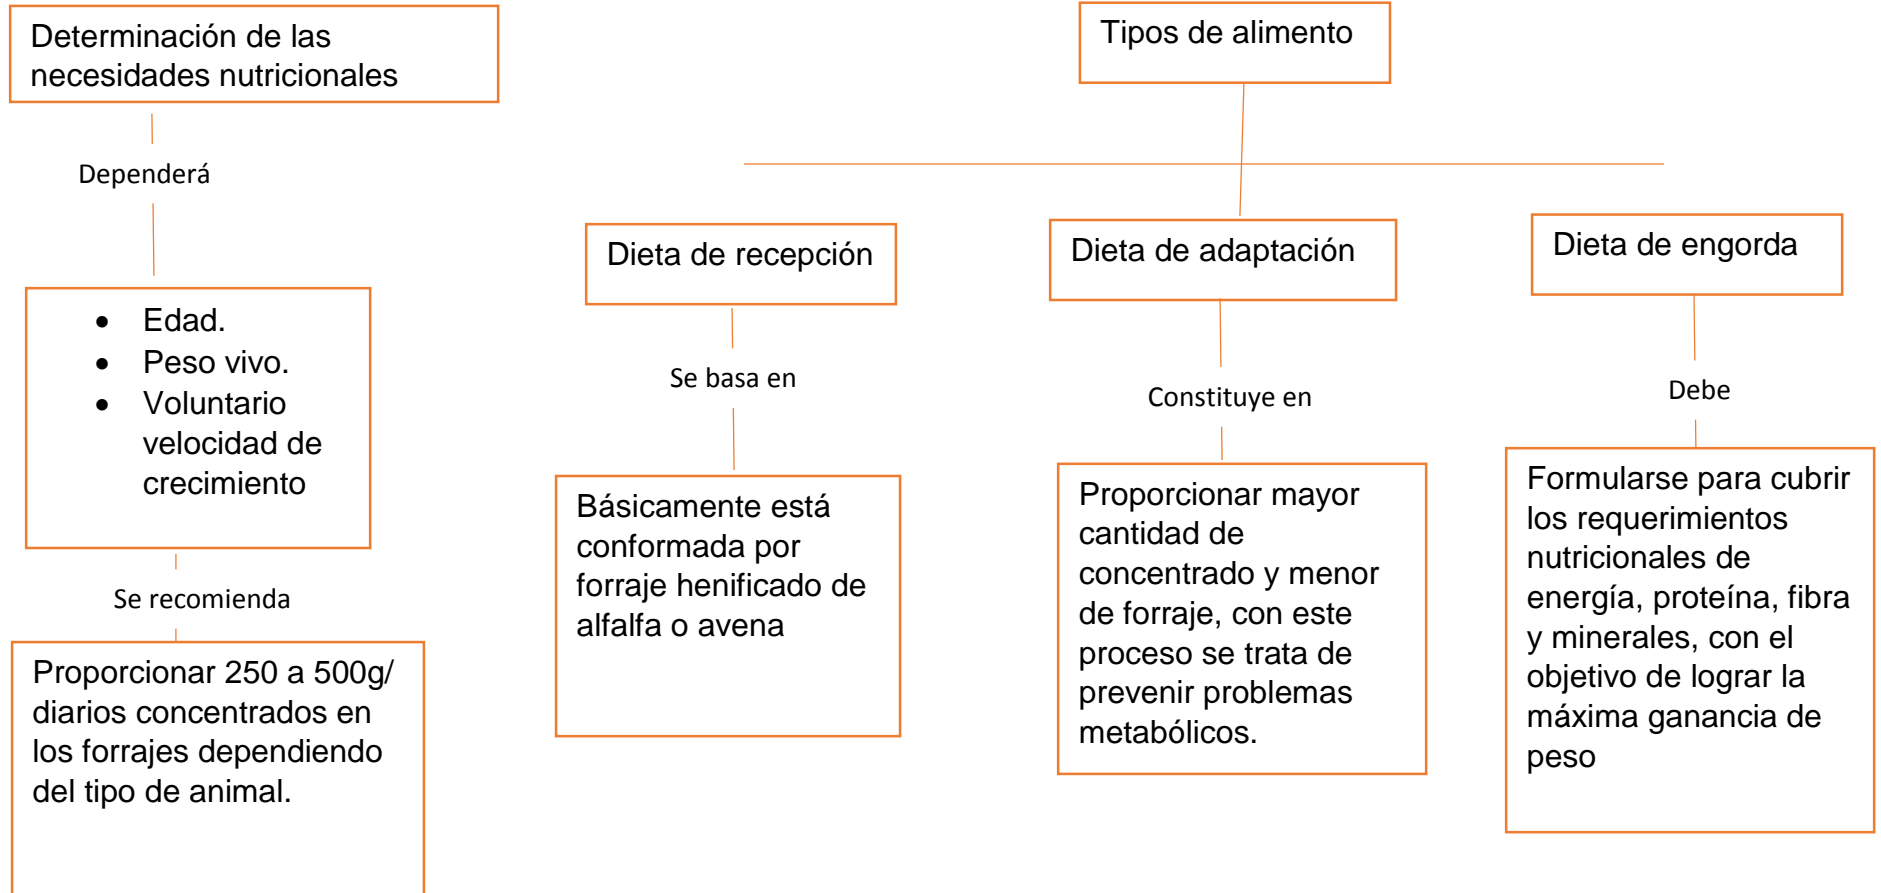 Determinación de las
necesidades nutricionales
Dependerá
• Edad.
• Peso vivo.
• Voluntario
velocidad de
crecimiento
Se recomienda
Proporcionar 250 a 500g/
diarios concentrados en
los forrajes dependiendo
del tipo de animal.
Tipos de alimento
Dieta de recepción
Se basa en
Básicamente está
conformada por
forraje henificado de
alfalfa o avena
Dieta de adaptación
Constituye en
Proporcionar mayor
cantidad de
concentrado y menor
de forraje, con este
proceso se trata de
prevenir problemas
metabólicos.
Dieta de engorda
Debe
Formularse para cubrir
los requerimientos
nutricionales de
energía, proteína, fibra
y minerales, con el
objetivo de lograr la
máxima ganancia de
peso